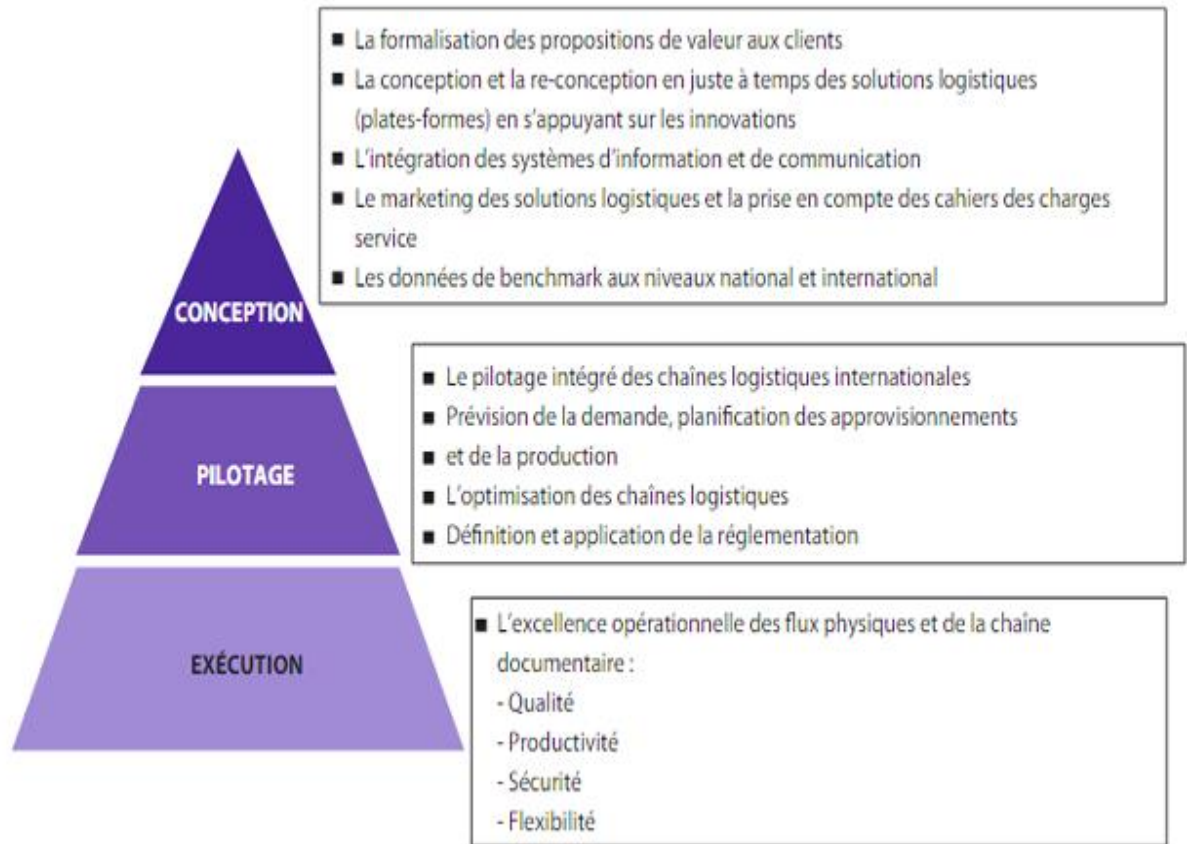 ■ La formalisation des propositions de valeur aux clients
■ La conception et la re-conception en juste à temps des solutions logistiques
(plates-formes) en s'appuyant sur les innovations
■ L'intégration des systèmes d'information et de communication
■ Le marketing des solutions logistiques et la prise en compte des cahiers des charges
service
■ Les données de benchmark aux niveaux national et international
CONCEPTION
■ Le pilotage intégré des chaînes logistiques internationales
■ Prévision de la demande, planification des approvisionnements
■ et de la production
■ L'optimisation des chaînes logistiques
■ Définition et application de la réglementation
PILOTAGE
■ L'excellence opérationnelle des flux physiques et de la chaîne
documentaire :
- Qualité
- Productivité
- Sécurité
- Flexibilité
EXÉCUTION